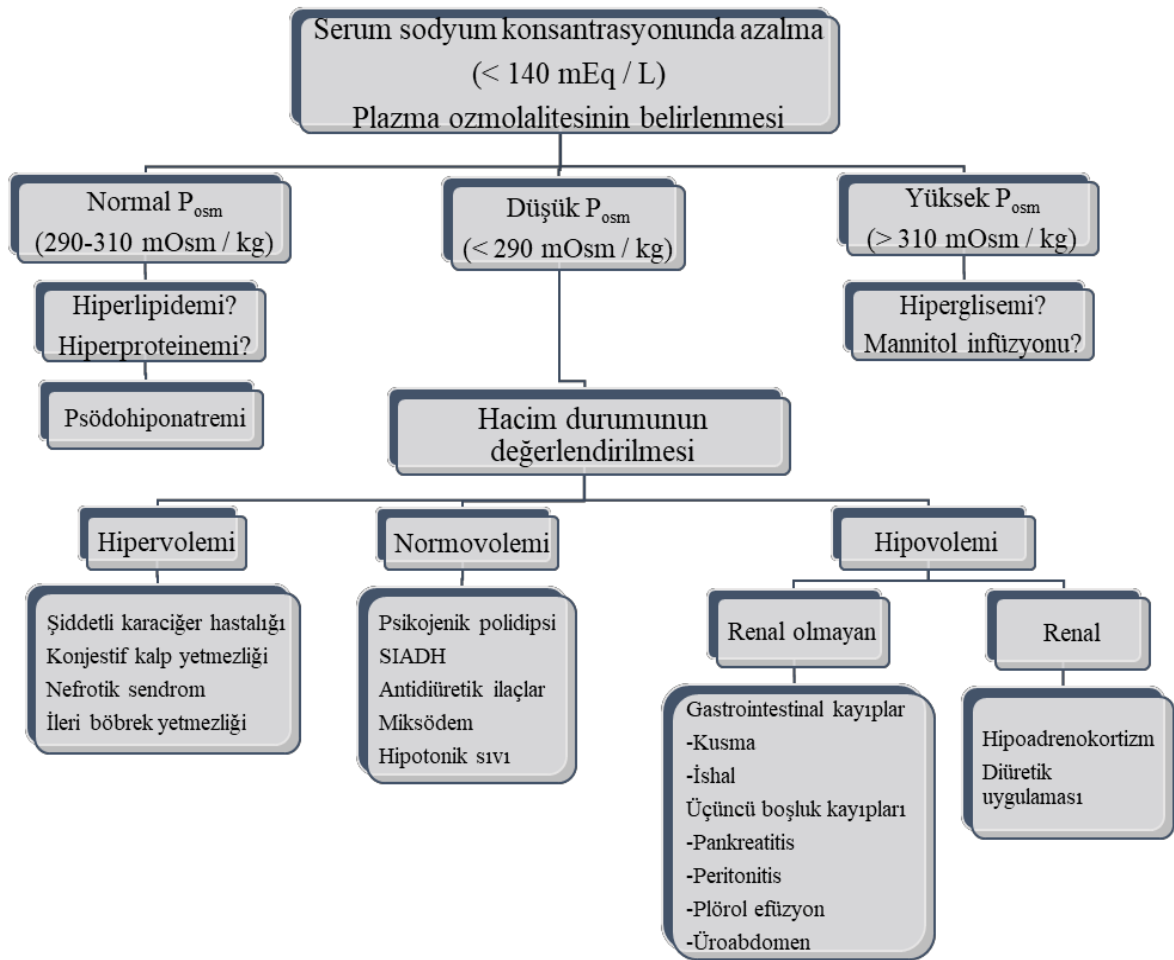 Serum sodyum konsantrasyonunda azalma
(< 140 mEq / L)
Plazma ozmolalitesinin belirlenmesi
Normal Posm
(290-310 mOsm / kg)
Düşük Posm
(< 290 mOsm / kg)
Yüksek Posm
(> 310 mOsm / kg)
Hiperlipidemi?
Hiperproteinemi?
Hiperglisemi?
Mannitol infüzyonu?
Psödohiponatremi
Hacim durumunun
değerlendirilmesi
Hipervolemi
Normovolemi
Hipovolemi
Şiddetli karaciğer hastalığı
Konjestif kalp yetmezliği
Nefrotik sendrom
İleri böbrek yetmezliği
Psikojenik polidipsi
SIADH
Antidiüretik ilaçlar
Miksödem
Hipotonik sıvı
Renal olmayan
Renal
Gastrointestinal kayıplar
-Kusma
-İshal
Üçüncü boşluk kayıpları
-Pankreatitis
-Peritonitis
-Plörol efüzyon
-Üroabdomen
Hipoadrenokortizm
Diüretik
uygulaması